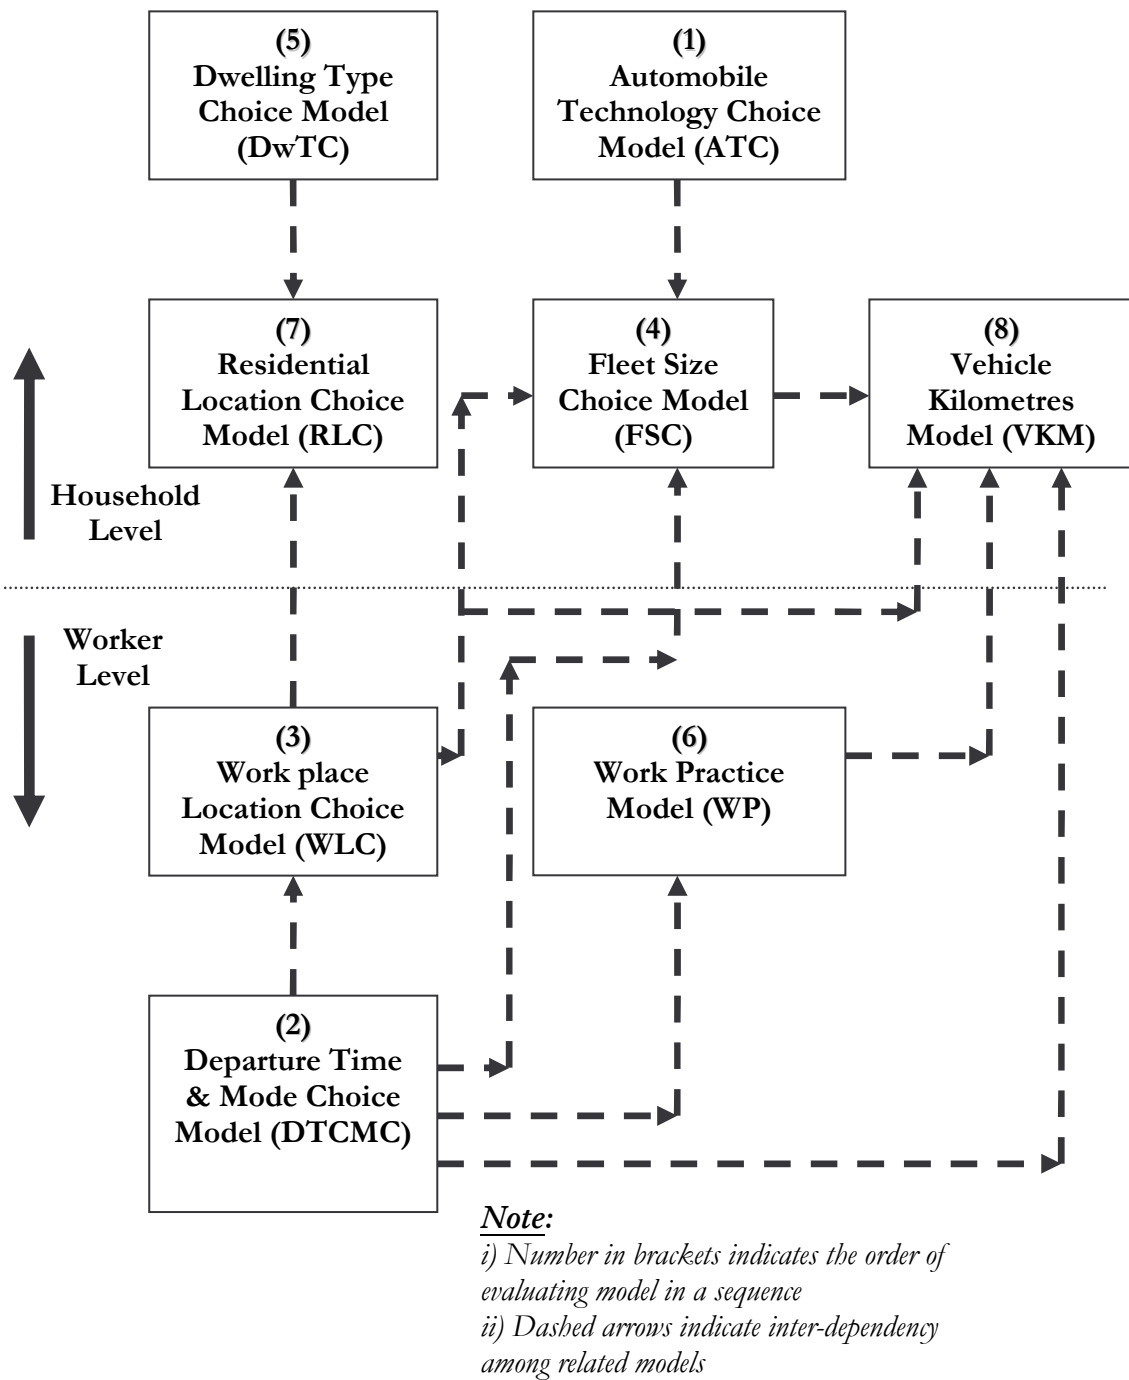 (5)
Dwelling Type
Choice Model
(DwTC)
(1)
Automobile
Technology Choice
Model (ATC)
(7)
Residential
Location Choice
Model (RLC)
(4)
Fleet Size
Choice Model
(FSC)
(8)
Vehicle
Kilometres
Model (VKM)
Household
Level
Worker
Level
(3)
Work place
Location Choice
Model (WLC)
(6)
Work Practice
Model (WP)
(2)
Departure Time
& Mode Choice
Model (DTCMC)
Note:
i) Number in brackets indicates the order of
evaluating model in a sequence
ii) Dashed arrows indicate inter-dependency
among related models